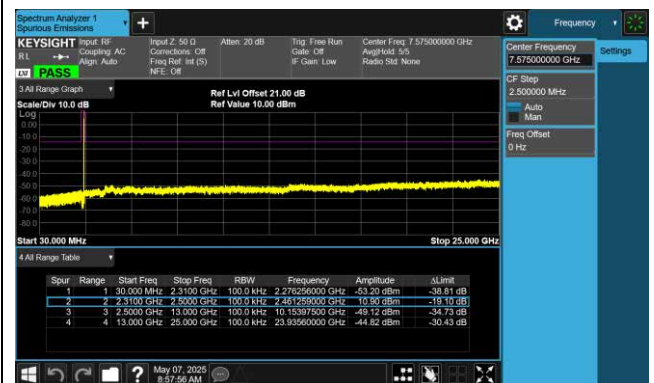 Spectrum Analyzer 1
Spurious Emissions
Frequency
KEYSIGHT Input: RF Input Z: 50 Ω Atten: 20 dB Trig: Free Run Center Freq: 7.575000000 GHz
RL Coupling: AC Corrections: Off Gate: Off Avg|Hold: 5/5
Align: Auto Freq Ref: Int (S) IF Gain: Low Radio Std: None
LXI PASS NFE: Off
Center Frequency
7.575000000 GHz
Settings
CF Step
2.500000 MHz
Auto
Man
Freq Offset
0 Hz
3 All Range Graph
Ref Lvl Offset 21.00 dB
Scale/Div 10.0 dB Ref Value 10.00 dBm
Log
0.00
-10.0
-20.0
-30.0
-40.0
-50.0
-60.0
-70.0
-80.0
Start 30.000 MHz Stop 25.000 GHz
4 All Range Table
Spur Range Start Freq Stop Freq RBW Frequency Amplitude ΔLimit
1 1 30.000 MHz 2.3100 GHz 100.0 kHz 2.276256000 GHz -53.20 dBm -38.81 dB
2 2 2.3100 GHz 2.5000 GHz 100.0 kHz 2.461259000 GHz 10.90 dBm -19.10 dB
3 3 2.5000 GHz 13.000 GHz 100.0 kHz 10.15397500 GHz -49.12 dBm -34.73 dB
4 4 13.000 GHz 25.000 GHz 100.0 kHz 23.93560000 GHz -44.82 dBm -30.43 dB
? May 07, 2025
8:57:56 AM